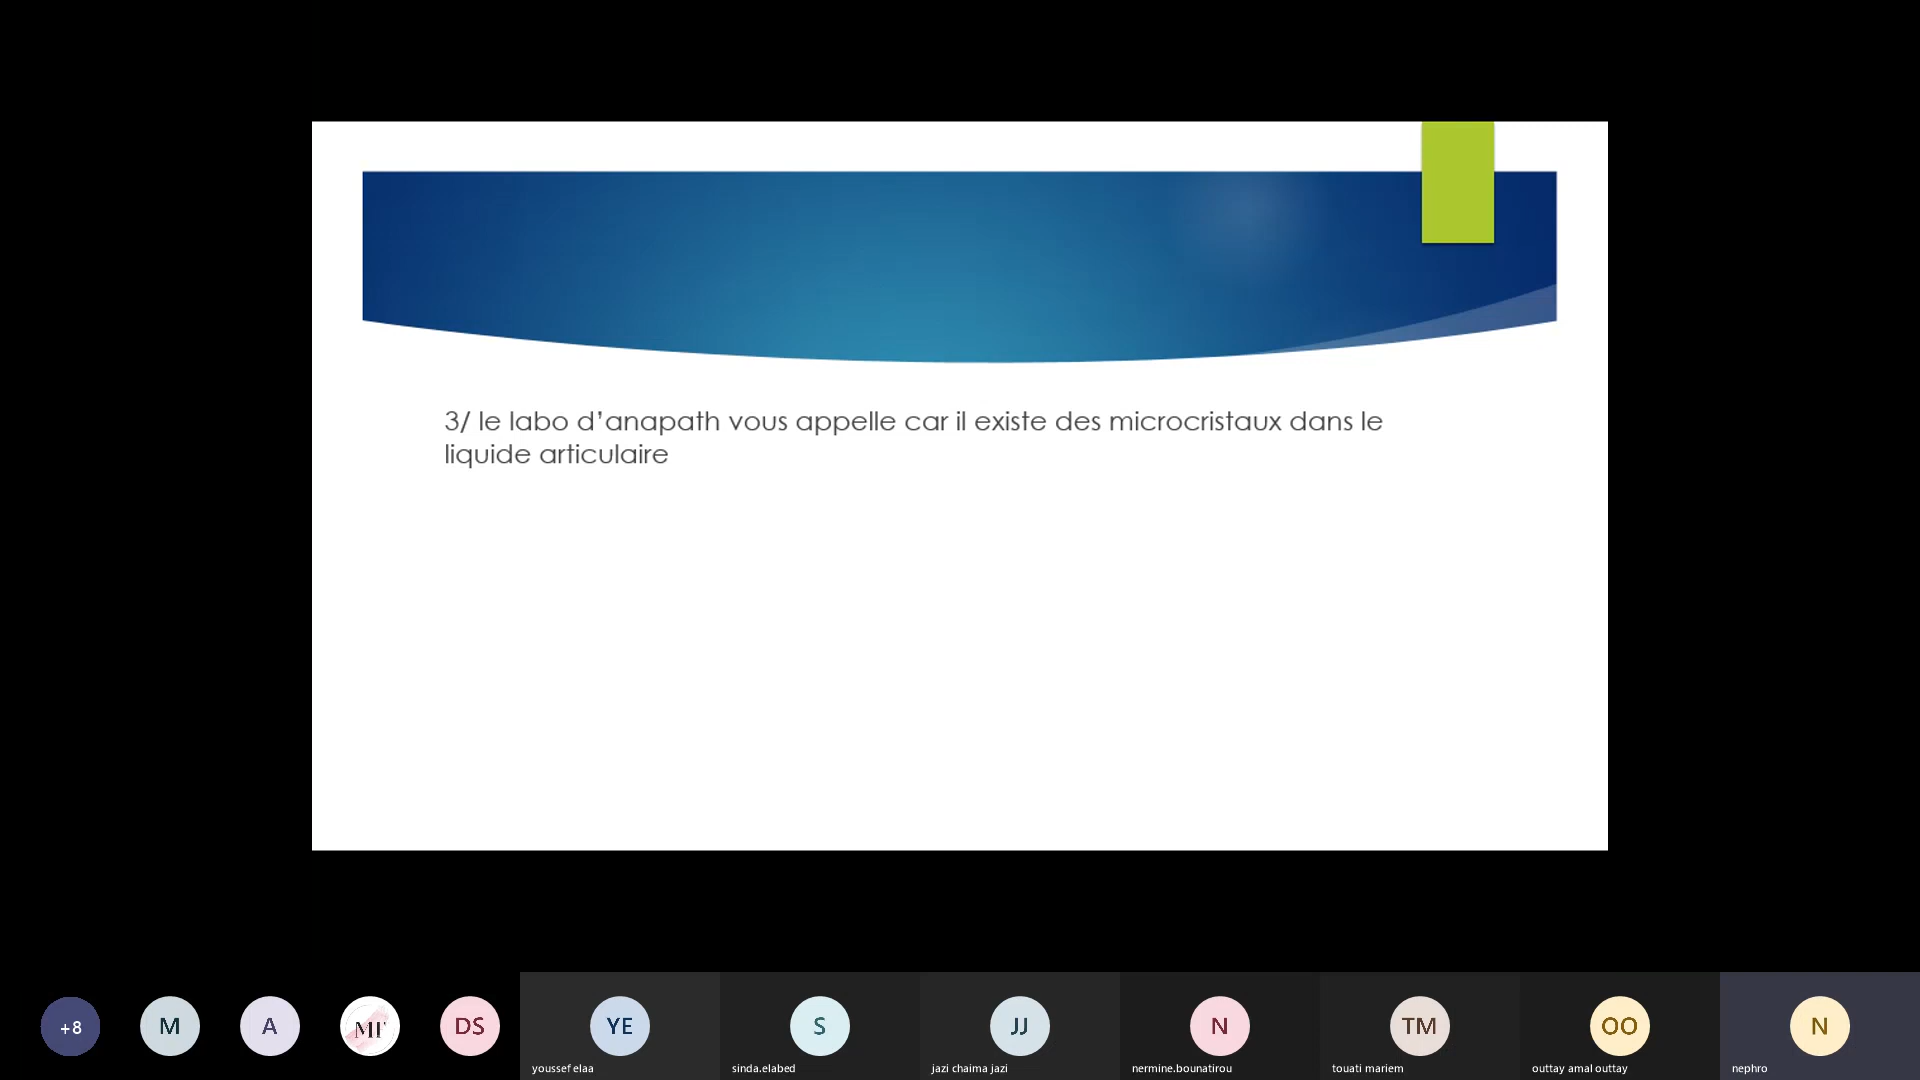 3/ le labo d’anapath vous appelle car il existe des microcristaux dans le
liquide articulaire
+8
M
A
MF
DS
YE
S
JJ
N
TM
OO
N
youssef elaa
sinda.elabed
jazi chaima jazi
nermine.bounatirou
touati mariem
outtay amal outtay
nephro